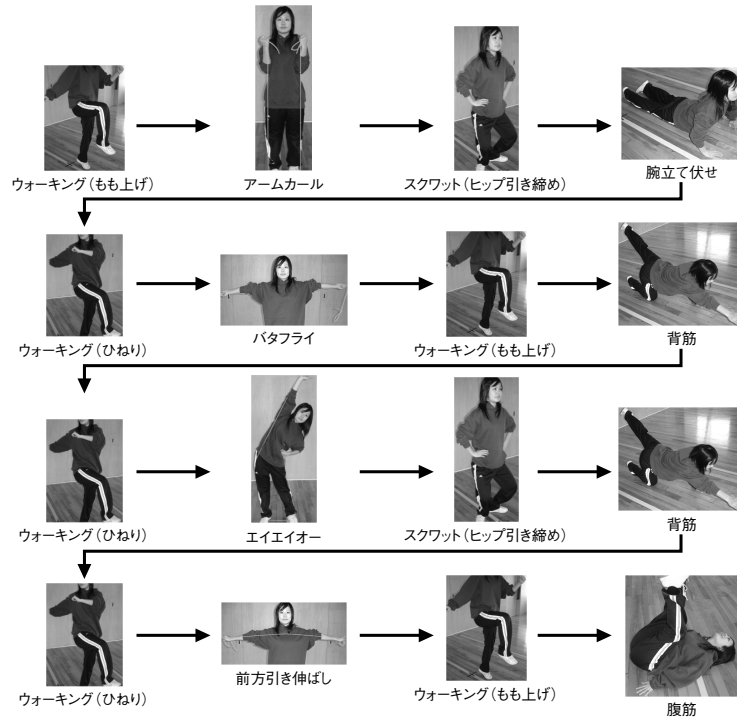 ウォーキング（もも上げ）
アームカール
スクワット（ヒップ引き締め）
腕立て伏せ
ウォーキング（ひねり）
バタフライ
ウォーキング（もも上げ）
背筋
ウォーキング（ひねり）
エイエイオー
スクワット（ヒップ引き締め）
背筋
ウォーキング（ひねり）
前方引き伸ばし
ウォーキング（もも上げ）
腹筋